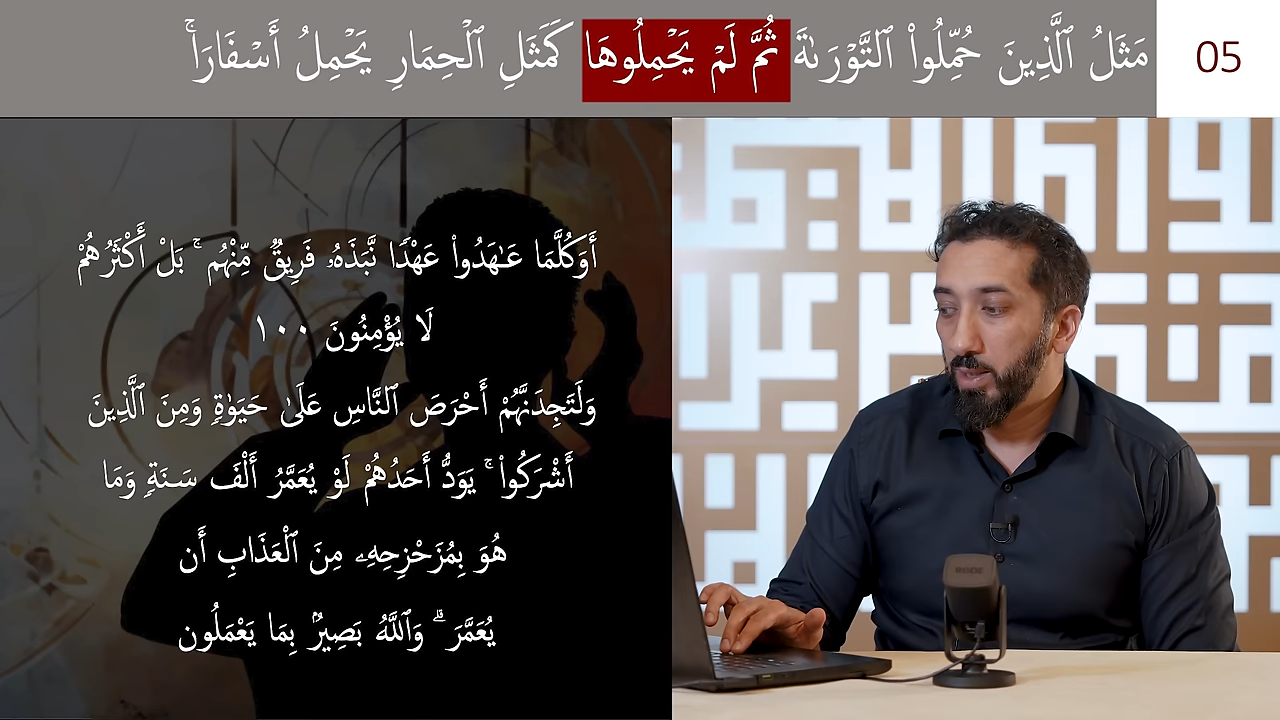 مَثَلُ ٱلَّذِينَ حُمِّلُوا۟ ٱلتَّوْرَىٰةَ ثُمَّ لَمْ يَحْمِلُوهَا كَمَثَلِ ٱلْحِمَارِ يَحْمِلُ أَسْفَارًۢا ۚ
05
أَوَكُلَّمَا عَـٰهَدُوا۟ عَهْدًا نَّبَذَهُۥ فَرِيقٌ مِّنْهُم ۚ بَلْ أَكْثَرُهُمْ
لَا يُؤْمِنُونَ ١٠٠
وَلَتَجِدَنَّهُمْ أَحْرَصَ ٱلنَّاسِ عَلَىٰ حَيَوٰةٍ وَمِنَ ٱلَّذِينَ
أَشْرَكُوا۟ ۚ يَوَدُّ أَحَدُهُمْ لَوْ يُعَمَّرُ أَلْفَ سَنَةٍ وَمَا
هُوَ بِمُزَحْزِحِهِۦ مِنَ ٱلْعَذَابِ أَن
يُعَمَّرَ ۗ وَٱللَّهُ بَصِيرٌۢ بِمَا يَعْمَلُون
RODE